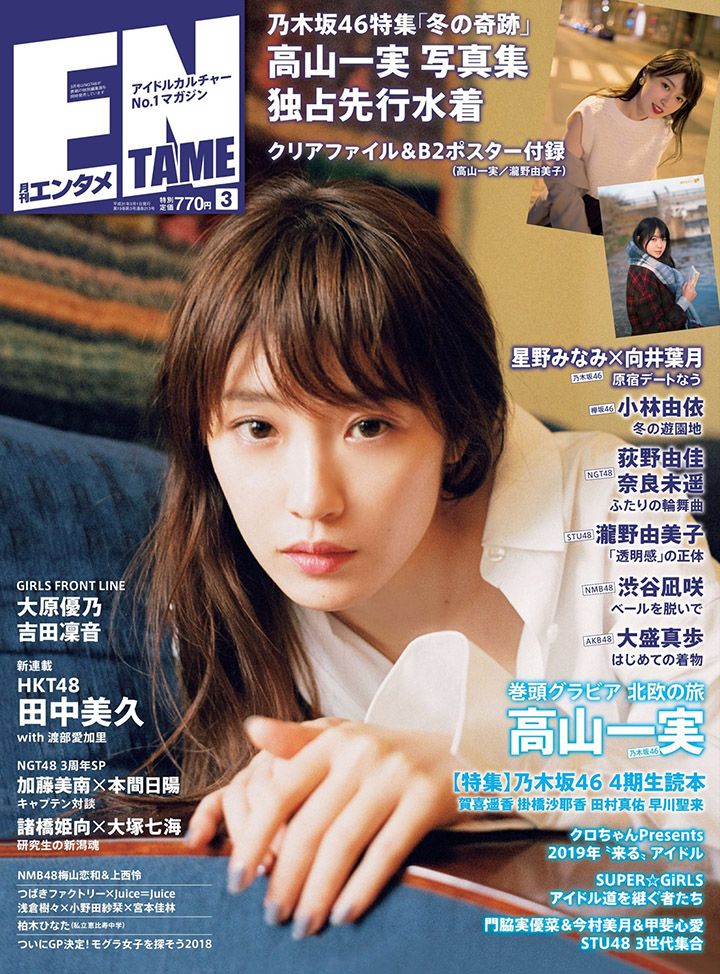 EN
TAME
アイドルカルチャー
No.1マガジン
月刊エンタメ
特別定価770円 3
乃木坂46特集「冬の奇跡」
高山一実 写真集
独占先行水着
クリアファイル&B2ポスター付録
(高山一実/瀧野由美子)
星野みなみ×向井葉月
乃木坂46 原宿デートなう
欅坂46 小林由依
冬の遊園地
NGT48 荻野由佳
奈良未遥
ふたりの輪舞曲
STU48 瀧野由美子
「透明感」の正体
NMB48 渋谷凪咲
ベールを脱いで
AKB48 大盛真歩
はじめての着物
巻頭グラビア 北欧の旅
高山一実
乃木坂46
【特集】乃木坂46 4期生読本
賀喜遥香 掛橋沙耶香 田村真佑 早川聖来
クロちゃんPresents
2019年〝来る〟アイドル
SUPER☆GiRLS
アイドル道を継ぐ者たち
門脇実優菜&今村美月&甲斐心愛
STU48 3世代集合
GIRLS FRONT LINE
大原優乃
吉田凜音
新連載
HKT48
田中美久
with 渡部愛加里
NGT48 3周年SP
加藤美南×本間日陽
キャプテン対談
諸橋姫向×大塚七海
研究生の新潟魂
NMB48梅山恋和&上西怜
つばきファクトリー×Juice=Juice
浅倉樹々×小野田紗栞×宮本佳林
柏木ひなた(私立恵比寿中学)
ついにGP決定!モグラ女子を探そう2018